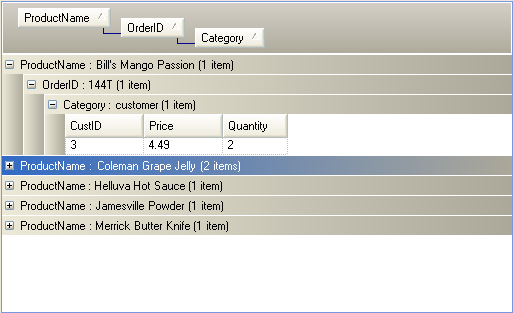 ProductName
OrderID
Category
ProductName : Bill's Mango Passion (1 item)
OrderID : 144T (1 item)
Category : customer (1 item)
CustID Price Quantity
3 4.49 2
ProductName : Coleman Grape Jelly (2 items)
ProductName : Helluva Hot Sauce (1 item)
ProductName : Jamesville Powder (1 item)
ProductName : Merrick Butter Knife (1 item)